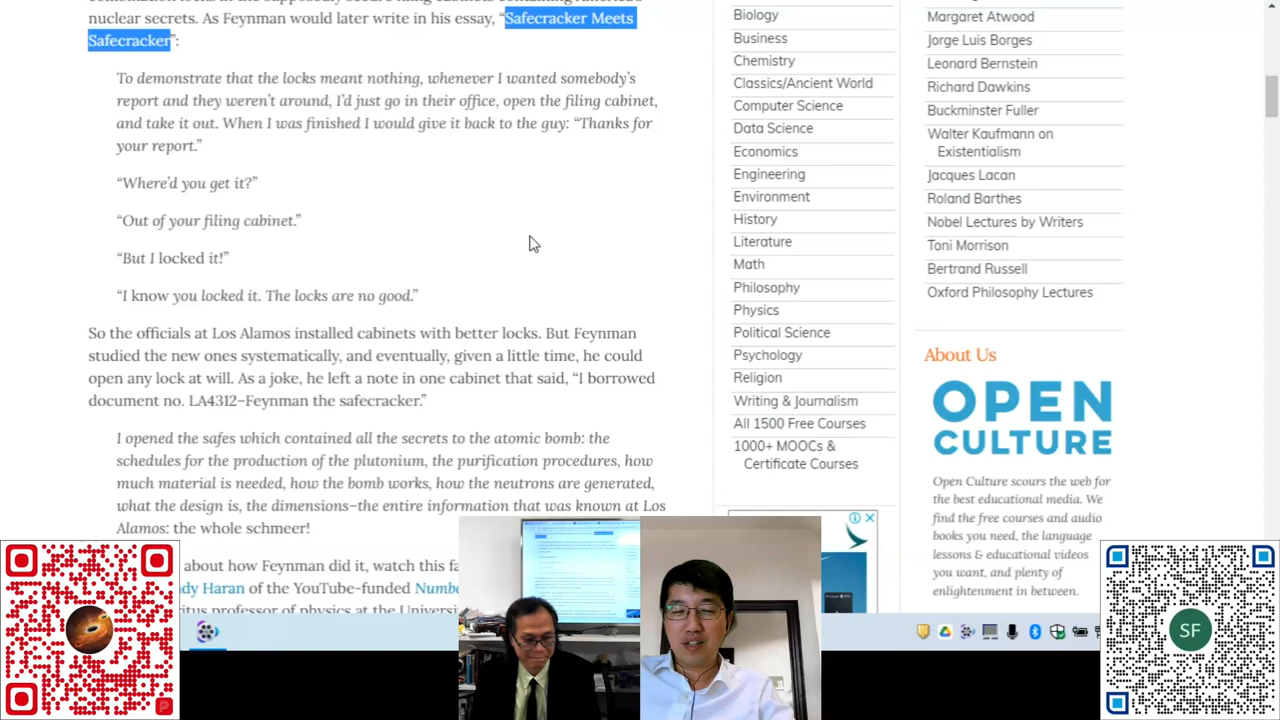 nuclear secrets. As Feynman would later write in his essay, “Safecracker Meets
Safecracker”:
To demonstrate that the locks meant nothing, whenever I wanted somebody’s
report and they weren’t around, I’d just go in their office, open the filing cabinet,
and take it out. When I was finished I would give it back to the guy: “Thanks for
your report.”
“Where’d you get it?”
“Out of your filing cabinet.”
“But I locked it!”
“I know you locked it. The locks are no good.”
So the officials at Los Alamos installed cabinets with better locks. But Feynman
studied the new ones systematically, and eventually, given a little time, he could
open any lock at will. As a joke, he left a note in one cabinet that said, “I borrowed
document no. LA4312–Feynman the safecracker.”
I opened the safes which contained all the secrets to the atomic bomb: the
schedules for the production of the plutonium, the purification procedures, how
much material is needed, how the bomb works, how the neutrons are generated,
what the design is, the dimensions–the entire information that was known at Los
Alamos: the whole schmeer!
about how Feynman did it, watch this fa
dy Haran of the YouTube-funded Numbe
itus professor of physics at the Universi
Biology
Business
Chemistry
Classics/Ancient World
Computer Science
Data Science
Economics
Engineering
Environment
History
Literature
Math
Philosophy
Physics
Political Science
Psychology
Religion
Writing & Journalism
All 1500 Free Courses
1000+ MOOCs &
Certificate Courses
Margaret Atwood
Jorge Luis Borges
Leonard Bernstein
Richard Dawkins
Buckminster Fuller
Walter Kaufmann on
Existentialism
Jacques Lacan
Roland Barthes
Nobel Lectures by Writers
Toni Morrison
Bertrand Russell
Oxford Philosophy Lectures
About Us
OPEN
CULTURE
Open Culture scours the web for
the best educational media. We
find the free courses and audio
books you need, the language
lessons & educational videos
you want, and plenty of
enlightenment in between.
SF